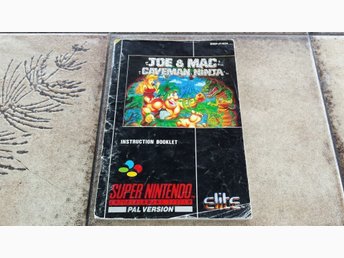 JOE & MAC
CAVEMAN NINJA
INSTRUCTION BOOKLET
SUPER NINTENDO
PAL VERSION
elite